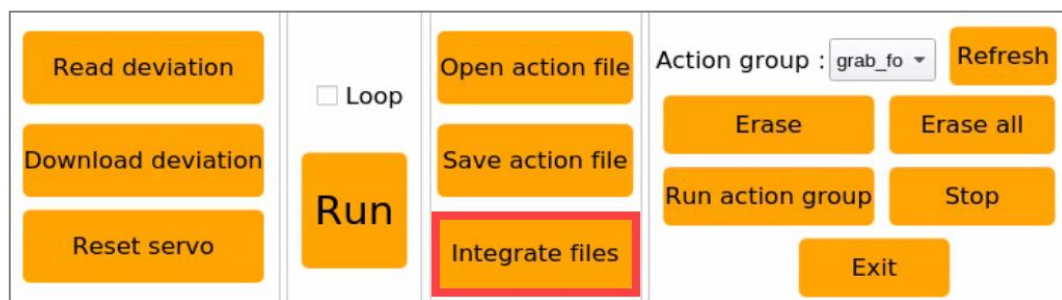 Read deviation
Download deviation
Reset servo
Loop
Run
Open action file
Save action file
Integrate files
Action group : grab_fo Refresh
Erase Erase all
Run action group Stop
Exit